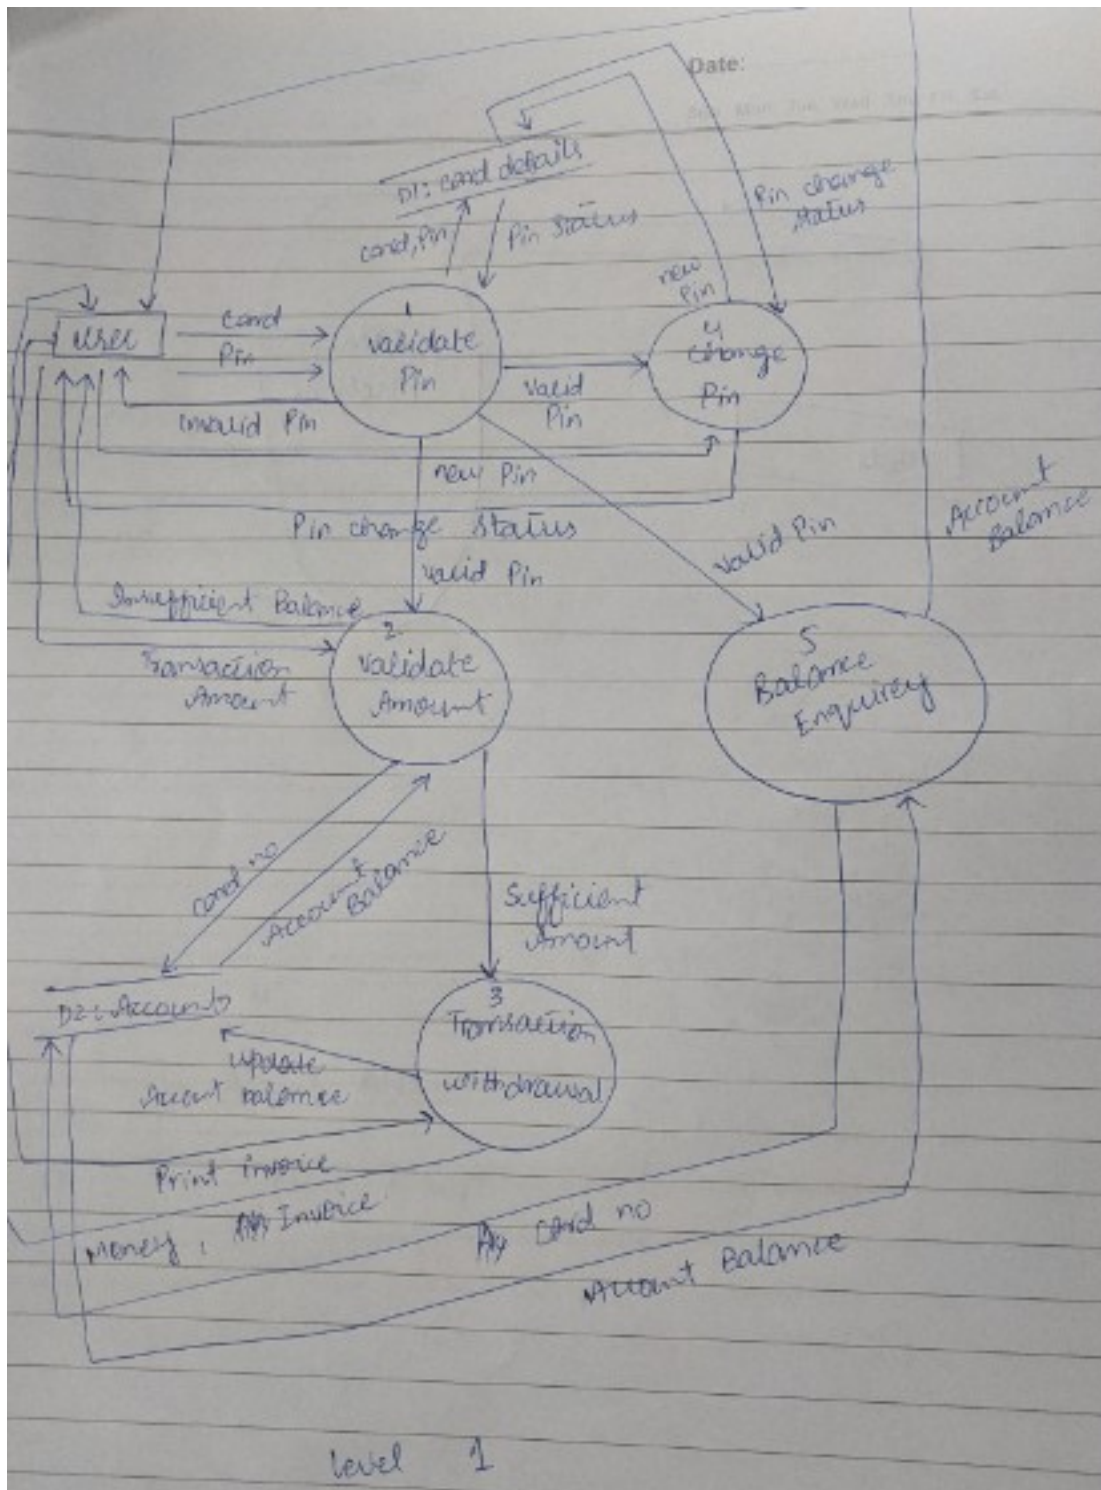 Date:
D1: Card details
Card, Pin
Pin Status
Pin change
status
new
Pin
User
Card
Pin
Invalid Pin
1
Validate
Pin
Valid
Pin
4
Change
Pin
new Pin
Pin change Status
Valid Pin
Valid Pin
Account
Balance
Insufficient Balance
Transaction
Amount
2
Validate
Amount
5
Balance
Enquirey
Card no
Account
Balance
Sufficient
Amount
D2: Accounts
3
Transaction
withdrawal
update
Account balance
Print invoice
Money, Invoice
Card no
Account Balance
Level 1